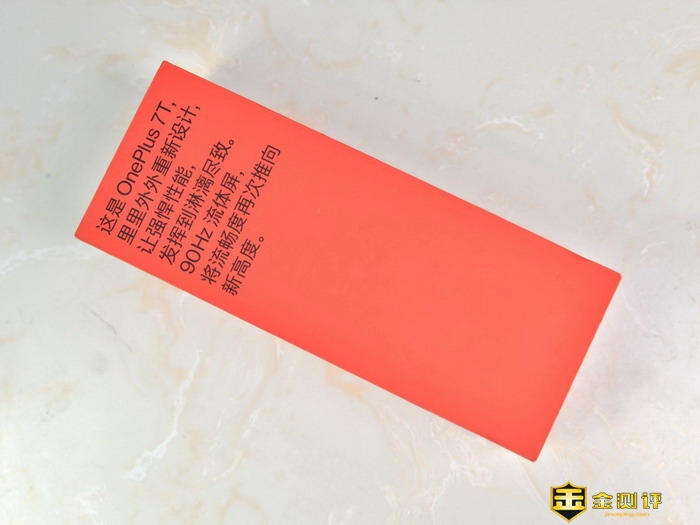 这是 OnePlus 7T,
里里外外重新设计,
让强悍性能,
发挥到淋漓尽致。
90Hz 流体屏,
将流畅度再次推向
新高度。
金测评